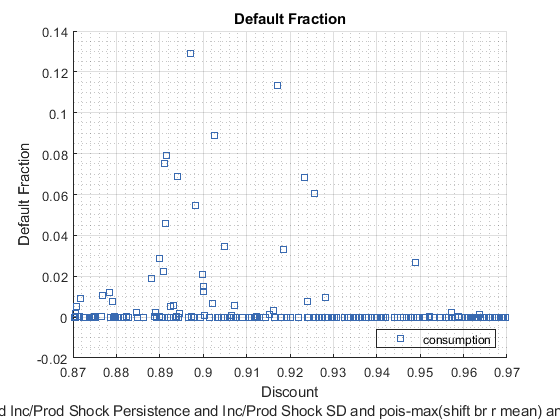 Default Fraction
0.14
0.12
0.1
0.08
0.06
0.04
0.02
0
-0.02
Default Fraction
consumption
0.87 0.88 0.89 0.9 0.91 0.92 0.93 0.94 0.95 0.96 0.97
Discount
d Inc/Prod Shock Persistence and Inc/Prod Shock SD and pois-max(shift br r mean) an